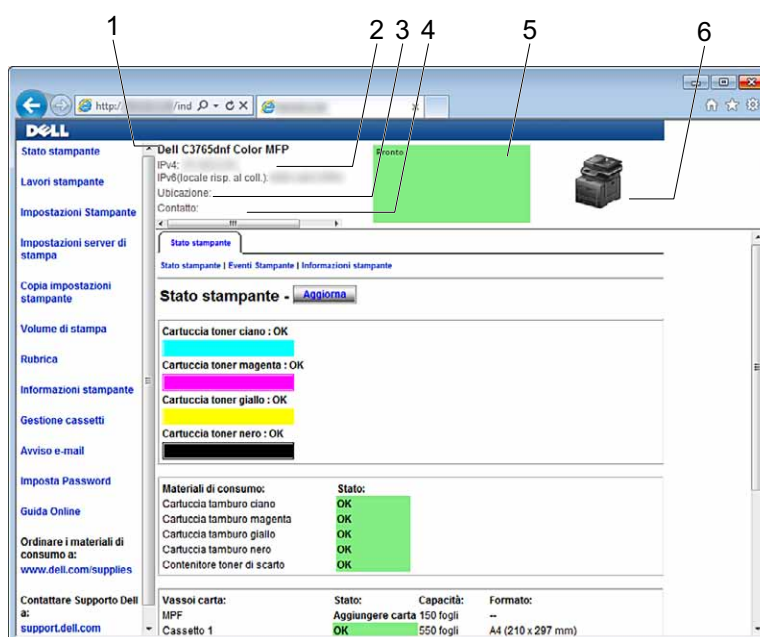 1 2 3 4 5 6
http:/ /ind
DELL
Stato stampante
Lavori stampante
Impostazioni Stampante
Impostazioni server di
stampa
Copia impostazioni
stampante
Volume di stampa
Rubrica
Informazioni stampante
Gestione cassetti
Avviso e-mail
Imposta Password
Guida Online
Ordinare i materiali di
consumo a:
www.dell.com/supplies
Contattare Supporto Dell
a:
support.dell.com
Dell C3765dnf Color MFP
IPv4:
IPv6(locale risp. al coll.):
Ubicazione:
Contatto:
Pronto
Stato stampante
Stato stampante | Eventi Stampante | Informazioni stampante
Stato stampante - Aggiorna
Cartuccia toner ciano : OK
Cartuccia toner magenta : OK
Cartuccia toner giallo : OK
Cartuccia toner nero : OK
Materiali di consumo: Stato:
Cartuccia tamburo ciano OK
Cartuccia tamburo magenta OK
Cartuccia tamburo giallo OK
Cartuccia tamburo nero OK
Contenitore toner di scarto OK
Vassoi carta: Stato: Capacità: Formato:
MPF Aggiungere carta 150 fogli --
Cassetto 1 OK 550 fogli A4 (210 x 297 mm)